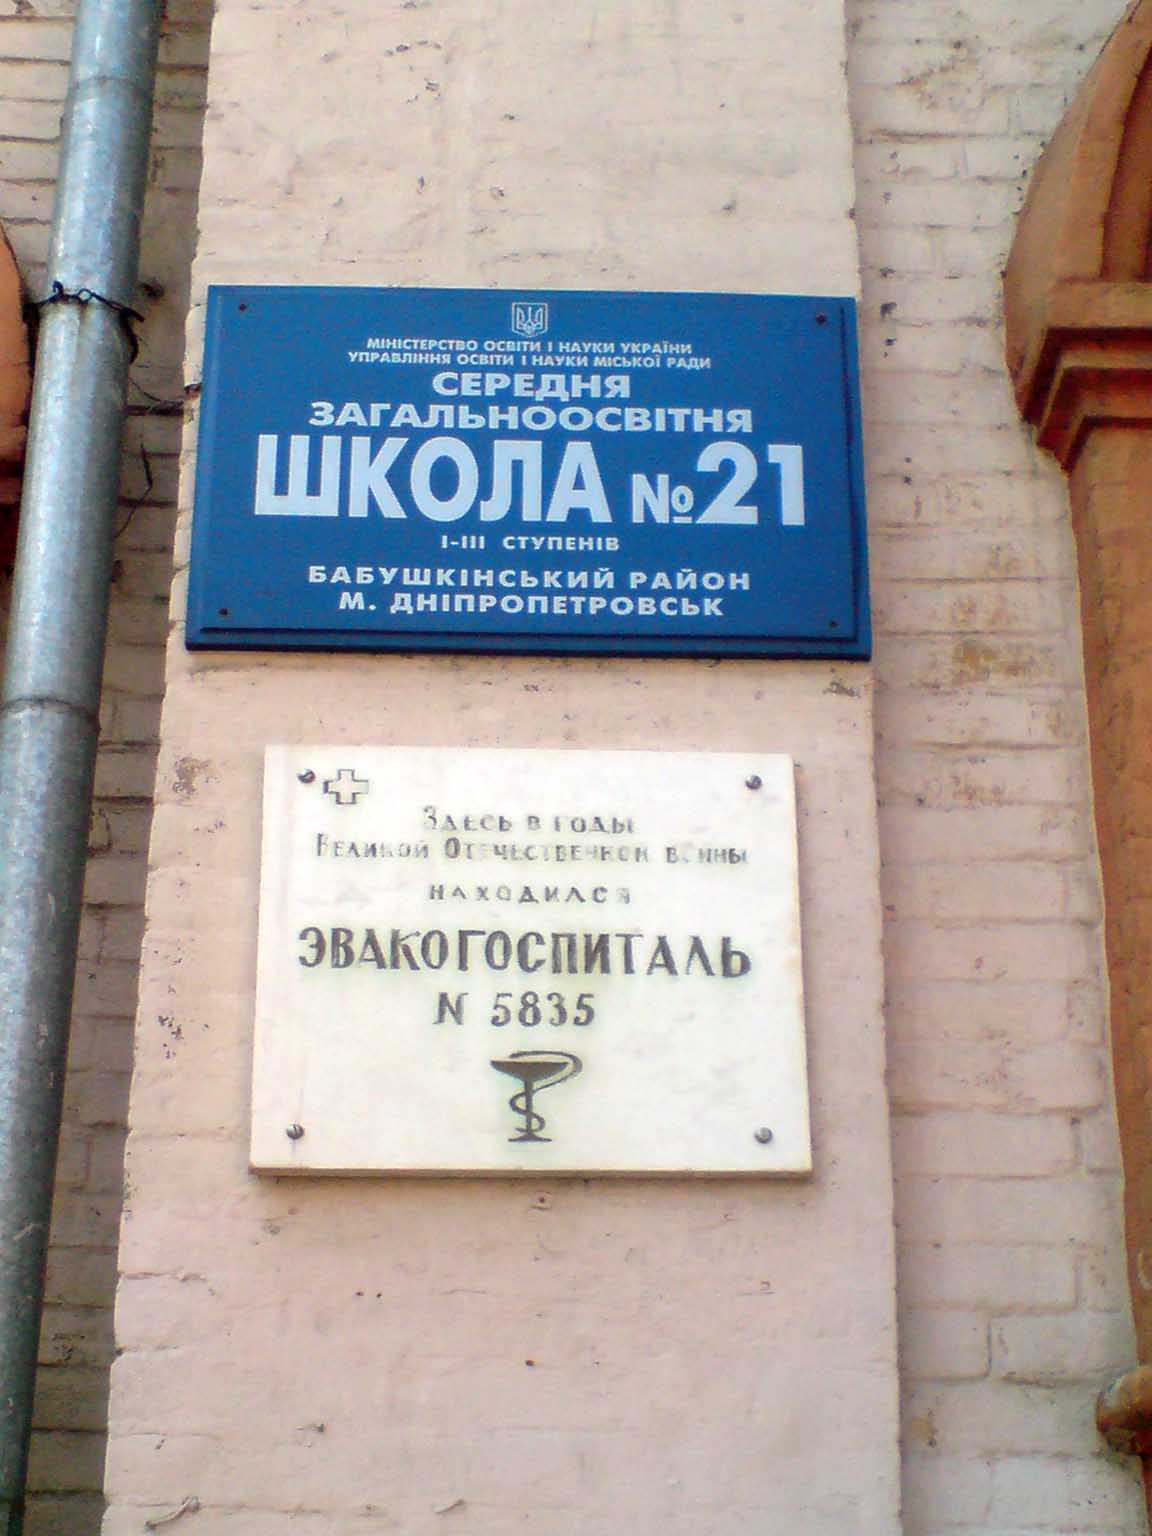 МІНІСТЕРСТВО ОСВІТИ І НАУКИ УКРАЇНИ
УПРАВЛІННЯ ОСВІТИ І НАУКИ МІСЬКОЇ РАДИ
СЕРЕДНЯ
ЗАГАЛЬНООСВІТНЯ
ШКОЛА №21
І-ІІІ СТУПЕНІВ
БАБУШКІНСЬКИЙ РАЙОН
М. ДНІПРОПЕТРОВСЬК
ЗДЕСЬ В ГОДЫ
ВЕЛИКОЙ ОТЕЧЕСТВЕННОЙ ВОЙНЫ
НАХОДИЛСЯ
ЭВАКОГОСПИТАЛЬ
N 5835